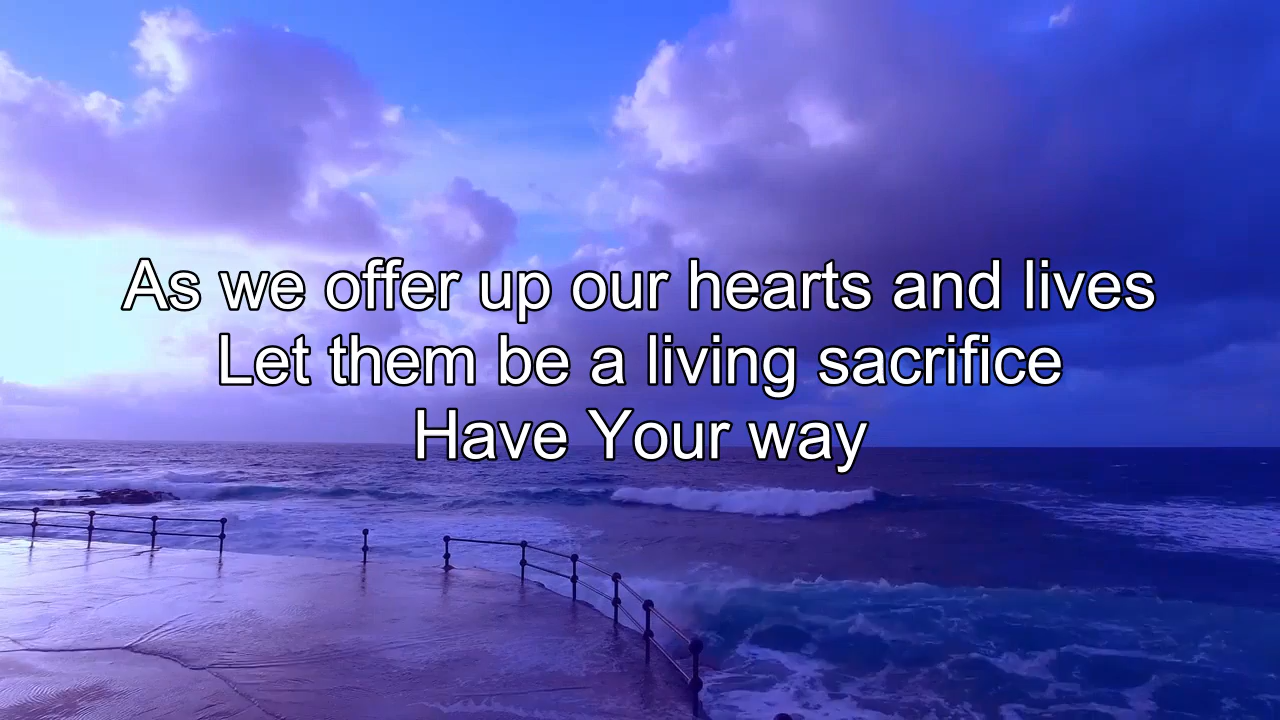 As we offer up our hearts and lives
Let them be a living sacrifice
Have Your way